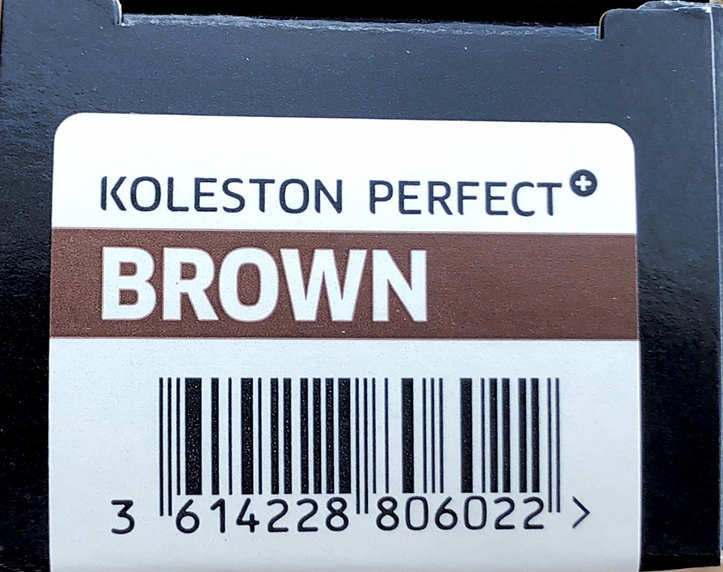 KOLESTON PERFECT+
BROWN
3 614228 806022 >